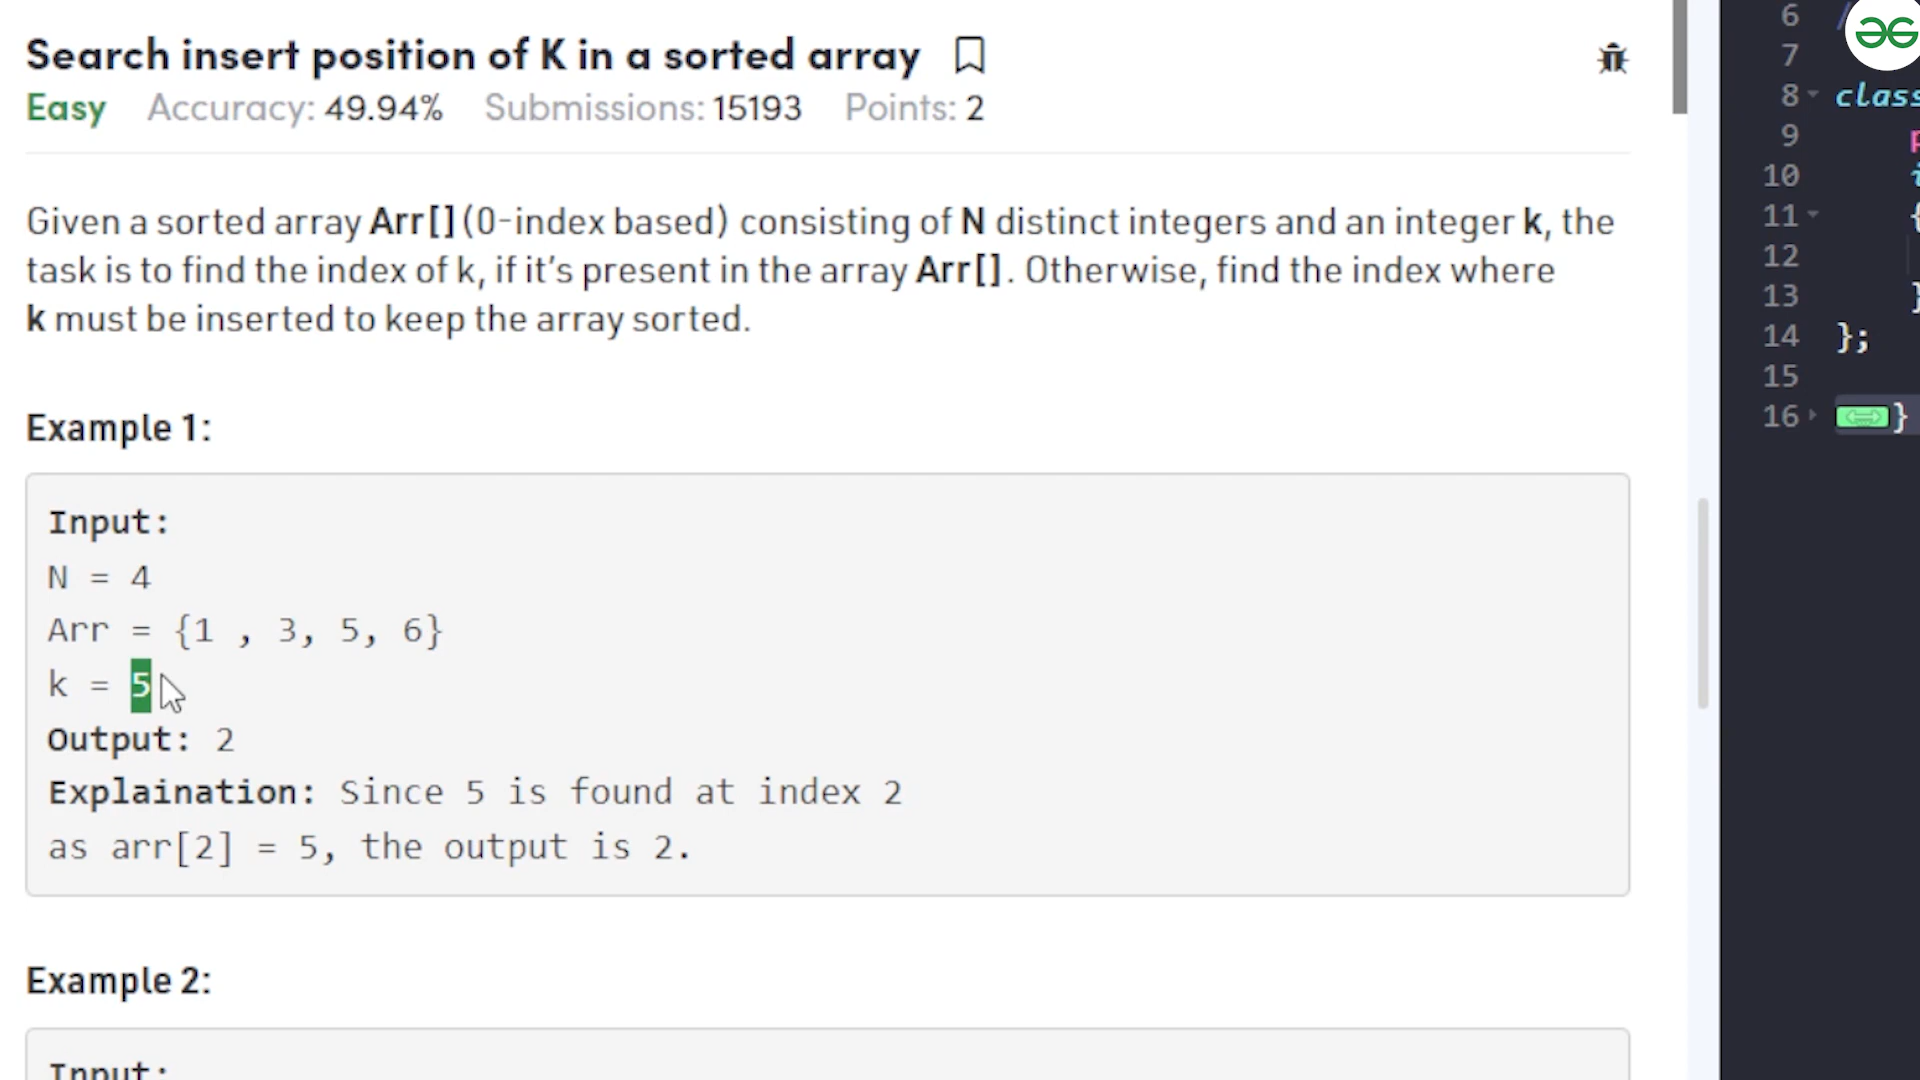 Search insert position of K in a sorted array
Easy Accuracy: 49.94% Submissions: 15193 Points: 2
Given a sorted array Arr[](0-index based) consisting of N distinct integers and an integer k, the
task is to find the index of k, if it's present in the array Arr[]. Otherwise, find the index where
k must be inserted to keep the array sorted.
Example 1:
Input:
N = 4
Arr = {1 , 3, 5, 6}
k = 5
Output: 2
Explaination: Since 5 is found at index 2
as arr[2] = 5, the output is 2.
Example 2:
Input:
6
7
8 class
9
10
11 {
12
13 }
14 };
15
16 }